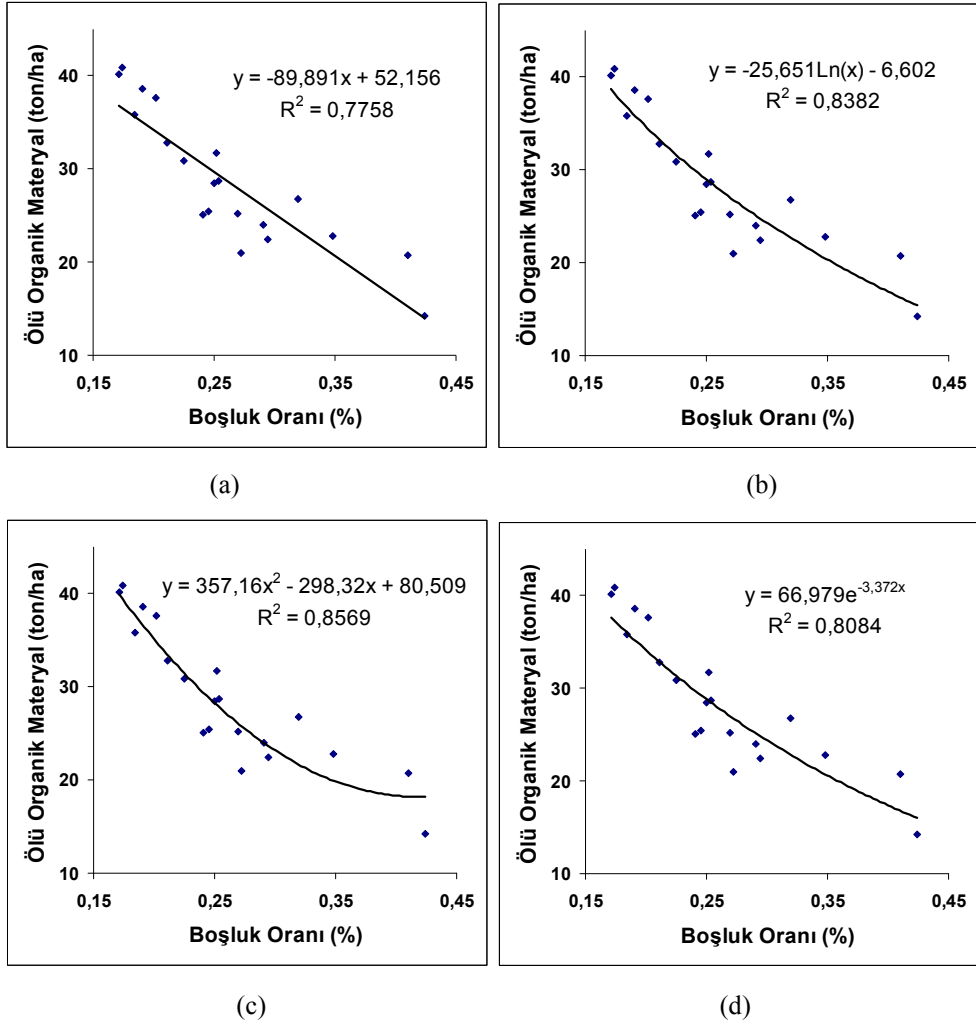 y = -89,891x + 52,156
R² = 0,7758
Ölü Organik Materyal (ton/ha)
40
30
20
10
0,15 0,25 0,35 0,45
Boşluk Oranı (%)
(a)
y = -25,651Ln(x) - 6,602
R² = 0,8382
Ölü Organik Materyal (ton/ha)
40
30
20
10
0,15 0,25 0,35 0,45
Boşluk Oranı (%)
(b)
y = 357,16x² - 298,32x + 80,509
R² = 0,8569
Ölü Organik Materyal (ton/ha)
40
30
20
10
0,15 0,25 0,35 0,45
Boşluk Oranı (%)
(c)
y = 66,979e^-3,372x
R² = 0,8084
Ölü Organik Materyal (ton/ha)
40
30
20
10
0,15 0,25 0,35 0,45
Boşluk Oranı (%)
(d)